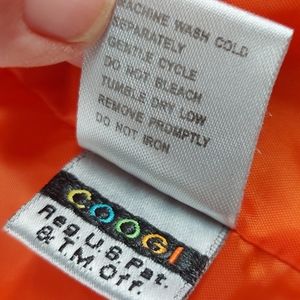 MACHINE WASH COLD
SEPARATELY
GENTLE CYCLE
DO NOT BLEACH
TUMBLE DRY LOW
REMOVE PROMPTLY
DO NOT IRON
COOGI
Reg. U.S. Pat.
& T.M. Off.